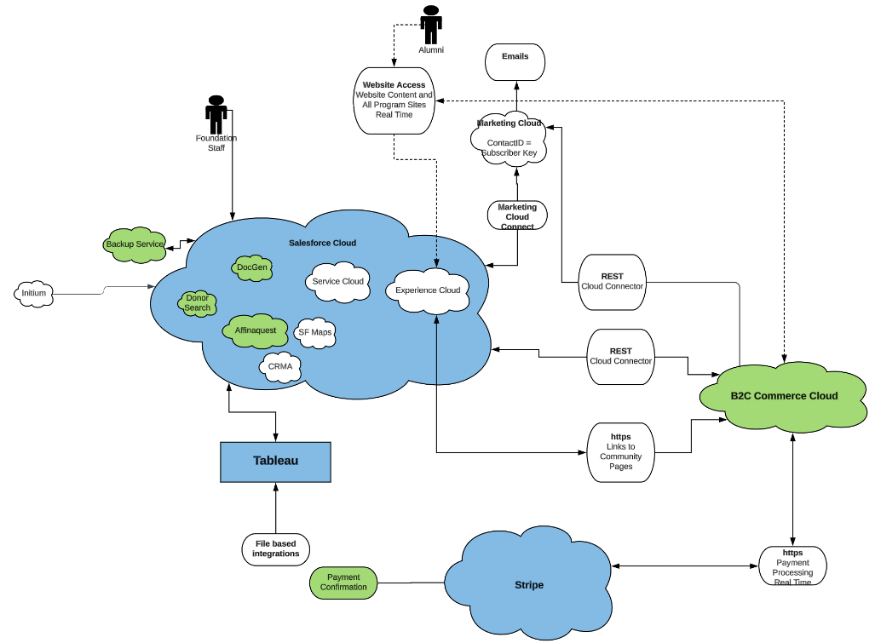 Alumni
Emails
Website Access
Website Content and
All Program Sites
Real Time
Marketing Cloud
ContactID =
Subscriber Key
Foundation
Staff
Marketing
Cloud
Connect
Backup Service
Salesforce Cloud
DocGen
Service Cloud
Experience Cloud
REST
Cloud Connector
Initium
Donor
Search
Affinaquest
SF Maps
CRMA
REST
Cloud Connector
B2C Commerce Cloud
https
Links to
Community
Pages
Tableau
File based
integrations
https
Payment
Processing
Real Time
Payment
Confirmation
Stripe